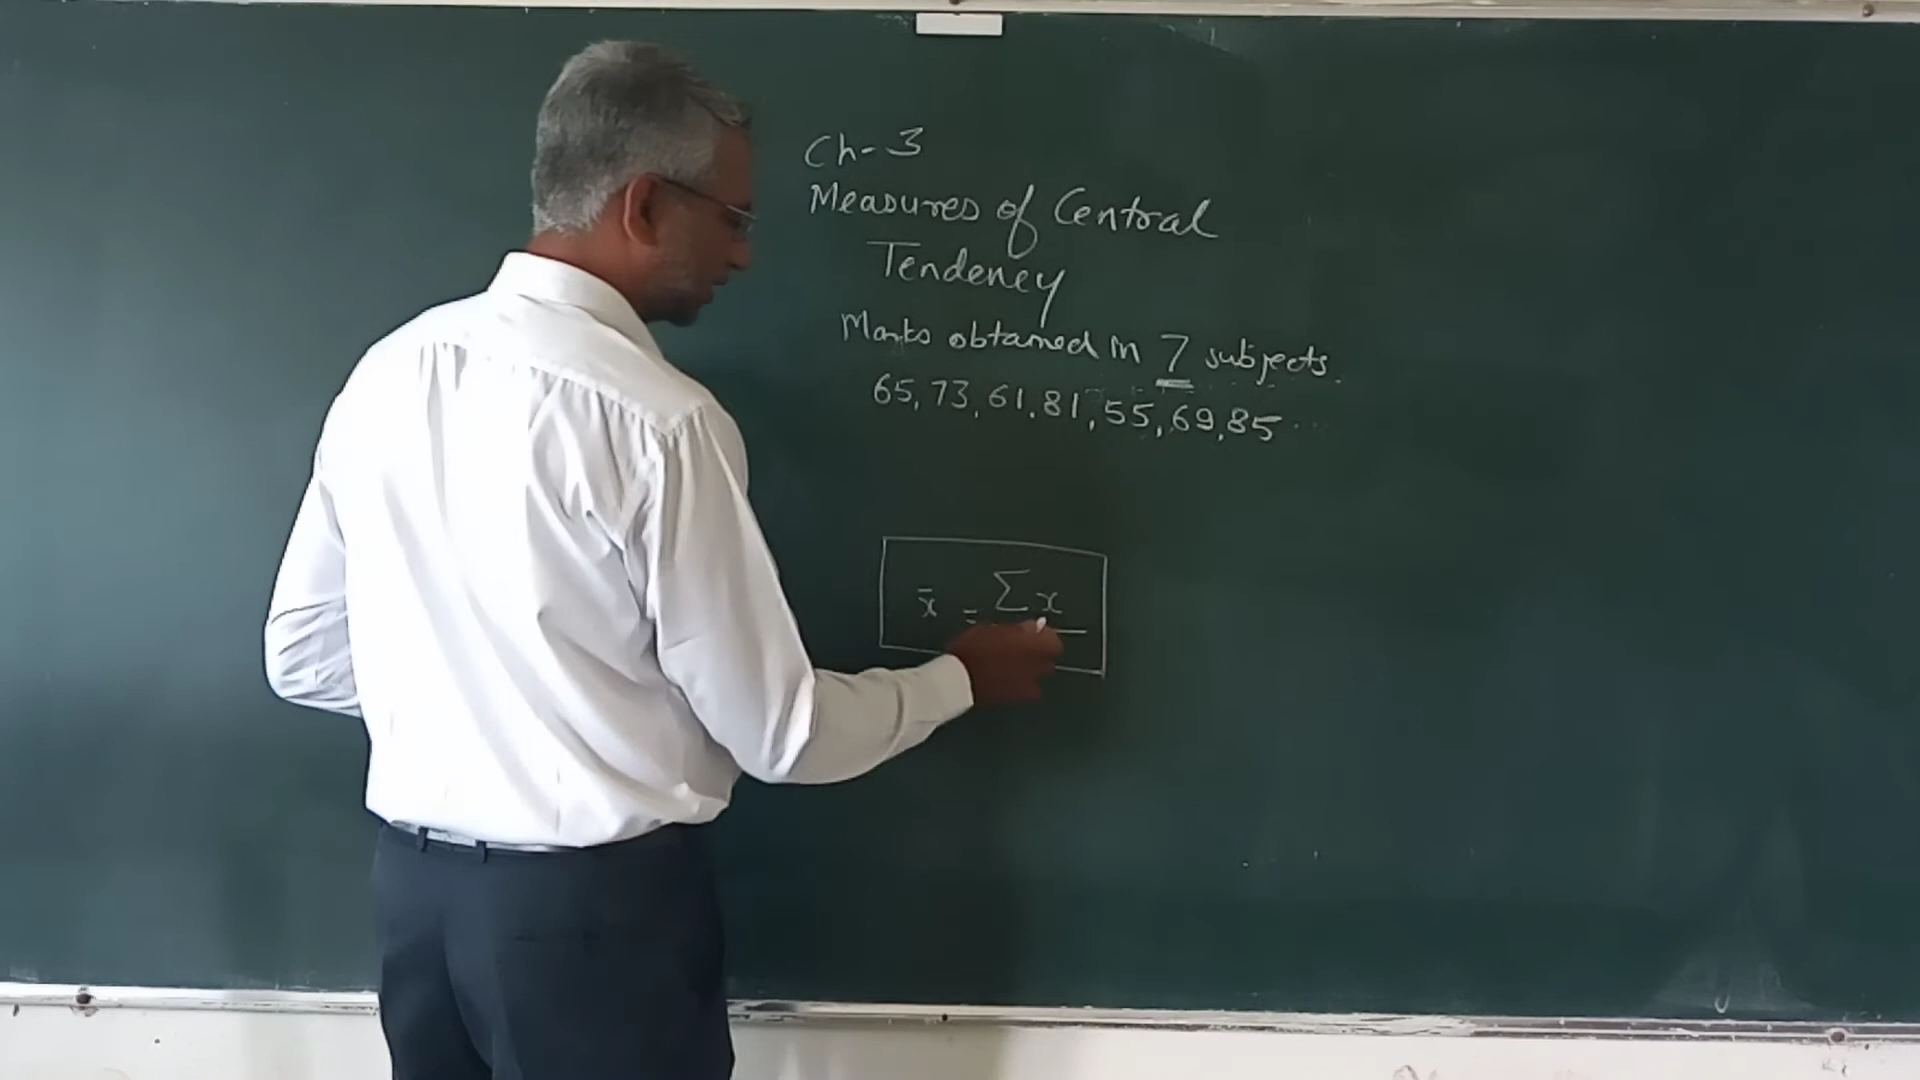 Ch-3
Measures of Central
Tendency
Marks obtained in 7 subjects.
65, 73, 61, 81, 55, 69, 85
x̄ = Σx